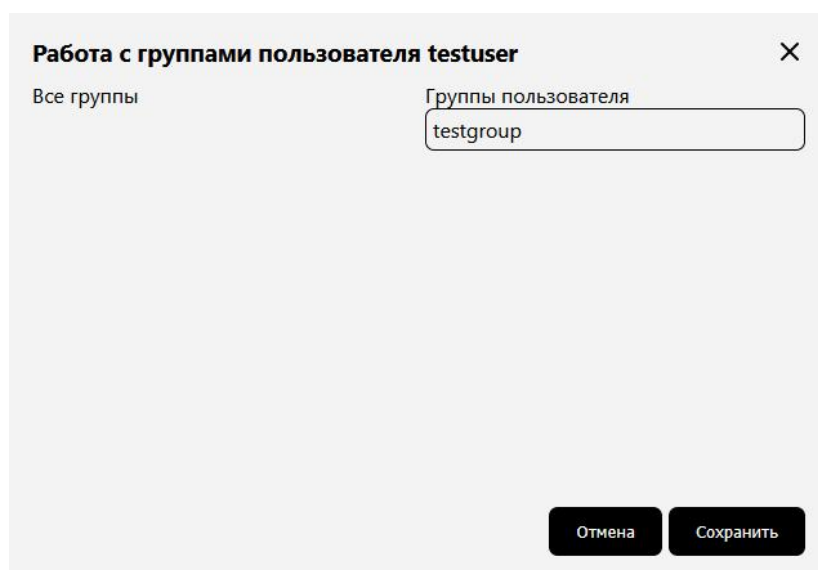 Работа с группами пользователя testuser
Все группы
Группы пользователя
testgroup
Отмена
Сохранить